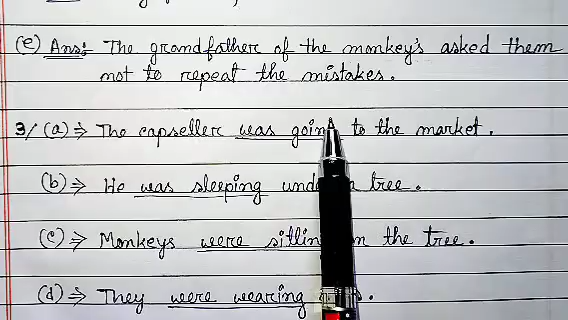 (e) Ans:- The grandfather of the monkey's asked them
not to repeat the mistakes.
3/ (a) ⇒ The capseller was going to the market.
(b) ⇒ He was sleeping under a tree.
(c) ⇒ Monkeys were sitting on the tree.
(d) ⇒ They were wearing